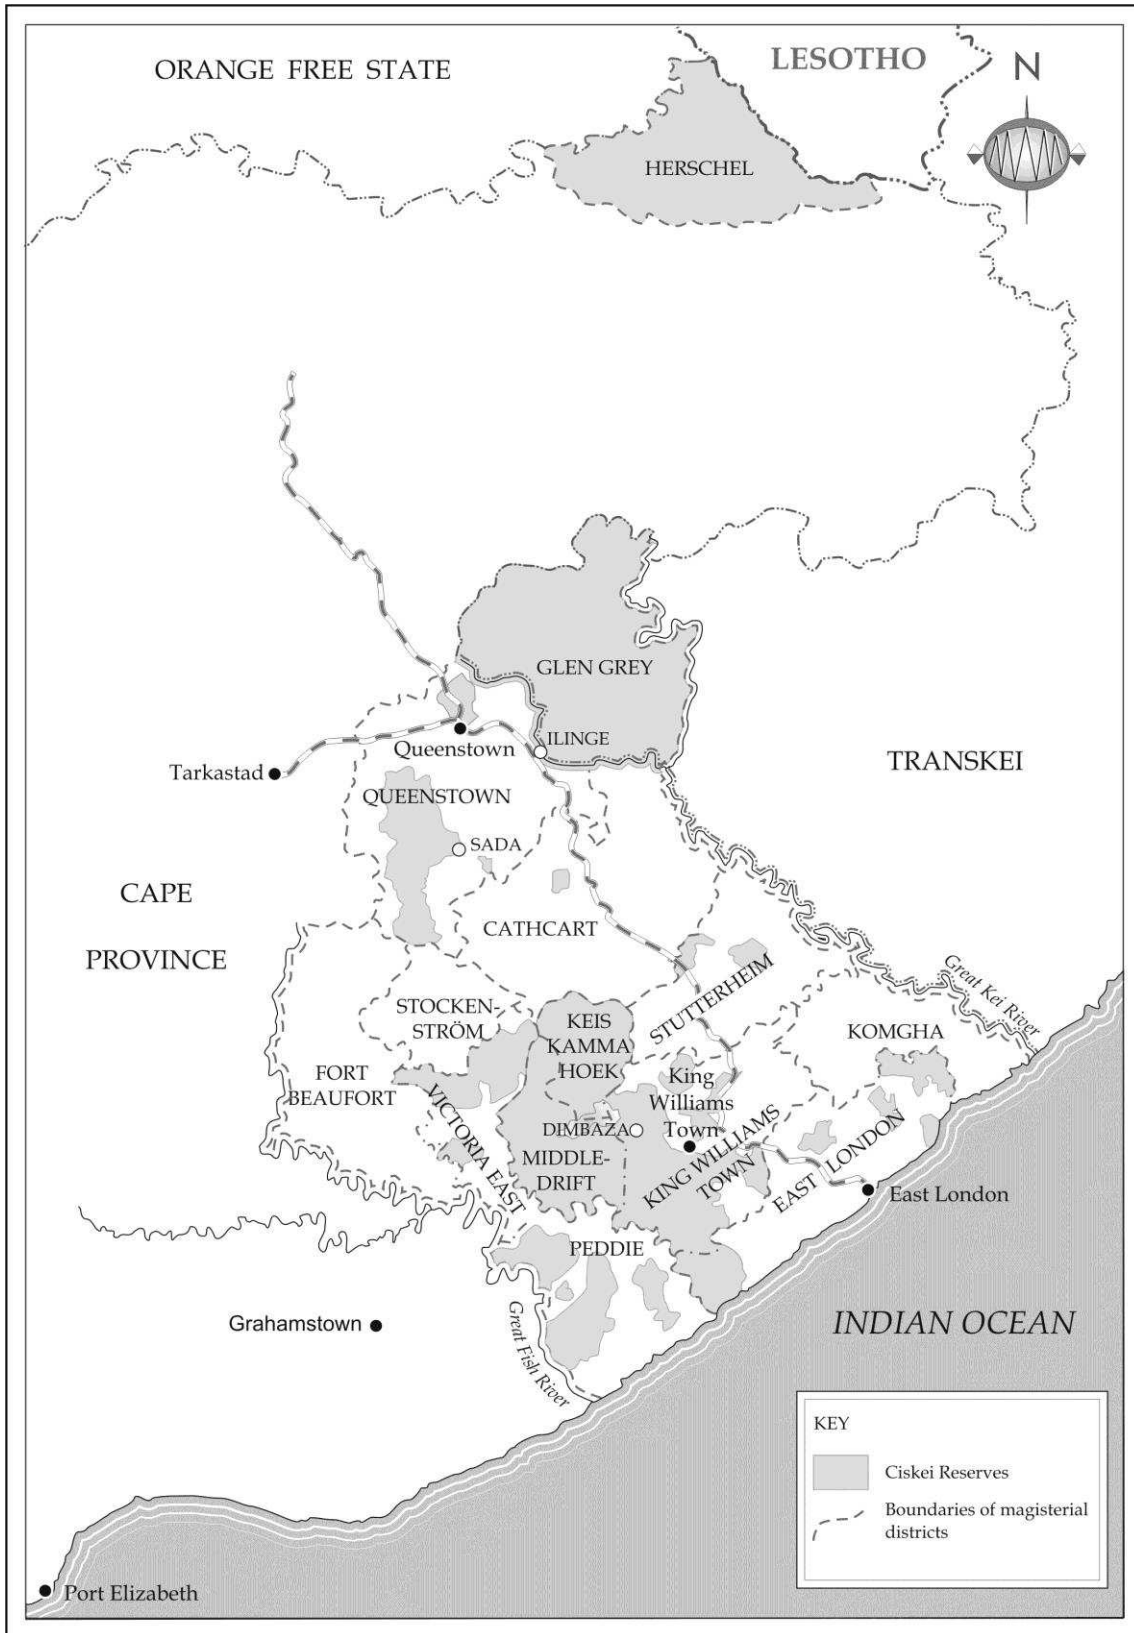 ORANGE FREE STATE
LESOTHO
N
HERSCHEL
GLEN GREY
ILINGE
Queenstown
Tarkastad
TRANSKEI
QUEENSTOWN
SADA
CAPE
PROVINCE
CATHCART
STUTTERHEIM
Great Kei River
STOCKEN-
STRÖM
KEIS
KAMMA
HOEK
KOMGHA
FORT
BEAUFORT
VICTORIA EAST
King
Williams
Town
DIMBAZA
MIDDLE-
DRIFT
KING WILLIAMS
TOWN
EAST LONDON
East London
PEDDIE
Grahamstown
Great Fish River
INDIAN OCEAN
KEY
Ciskei Reserves
Boundaries of magisterial
districts
Port Elizabeth